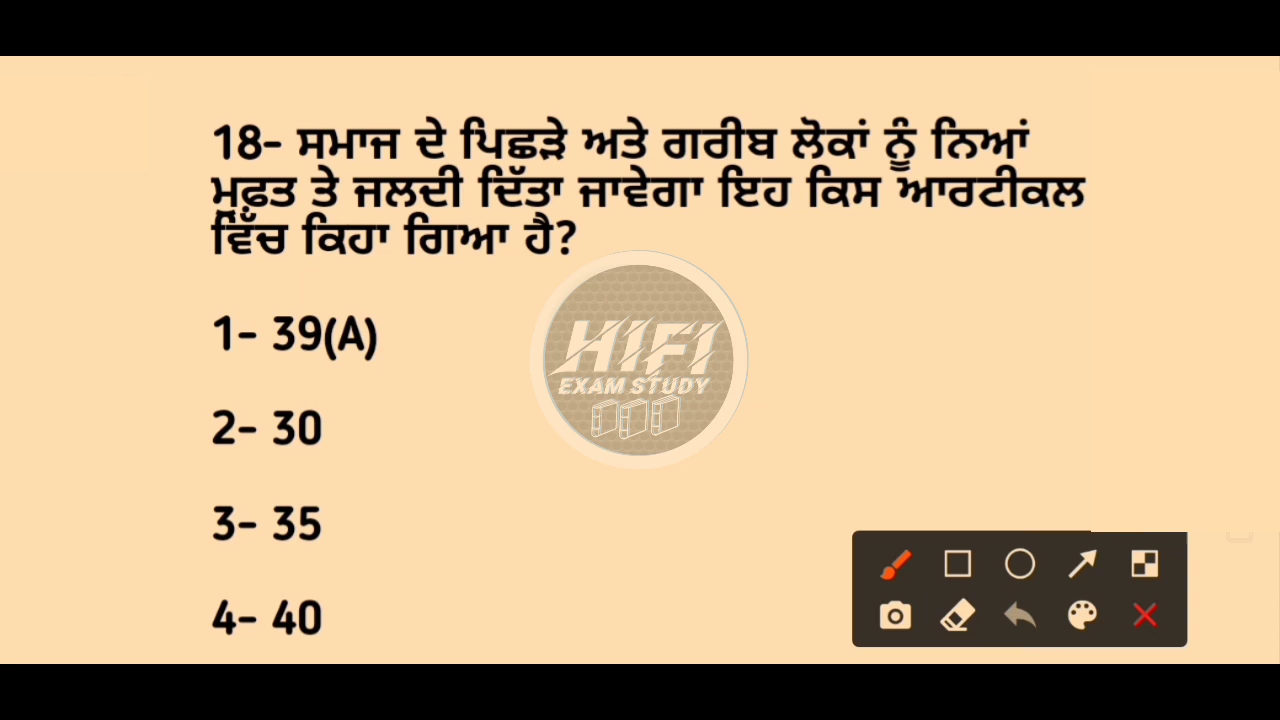 18- ਸਮਾਜ ਦੇ ਪਿਛੜੇ ਅਤੇ ਗਰੀਬ ਲੋਕਾਂ ਨੂੰ ਨਿਆਂ
ਮੁਫ਼ਤ ਤੇ ਜਲਦੀ ਦਿੱਤਾ ਜਾਵੇਗਾ ਇਹ ਕਿਸ ਆਰਟੀਕਲ
ਵਿੱਚ ਕਿਹਾ ਗਿਆ ਹੈ?
1- 39(A)
HIFI
EXAM STUDY
2- 30
3- 35
4- 40